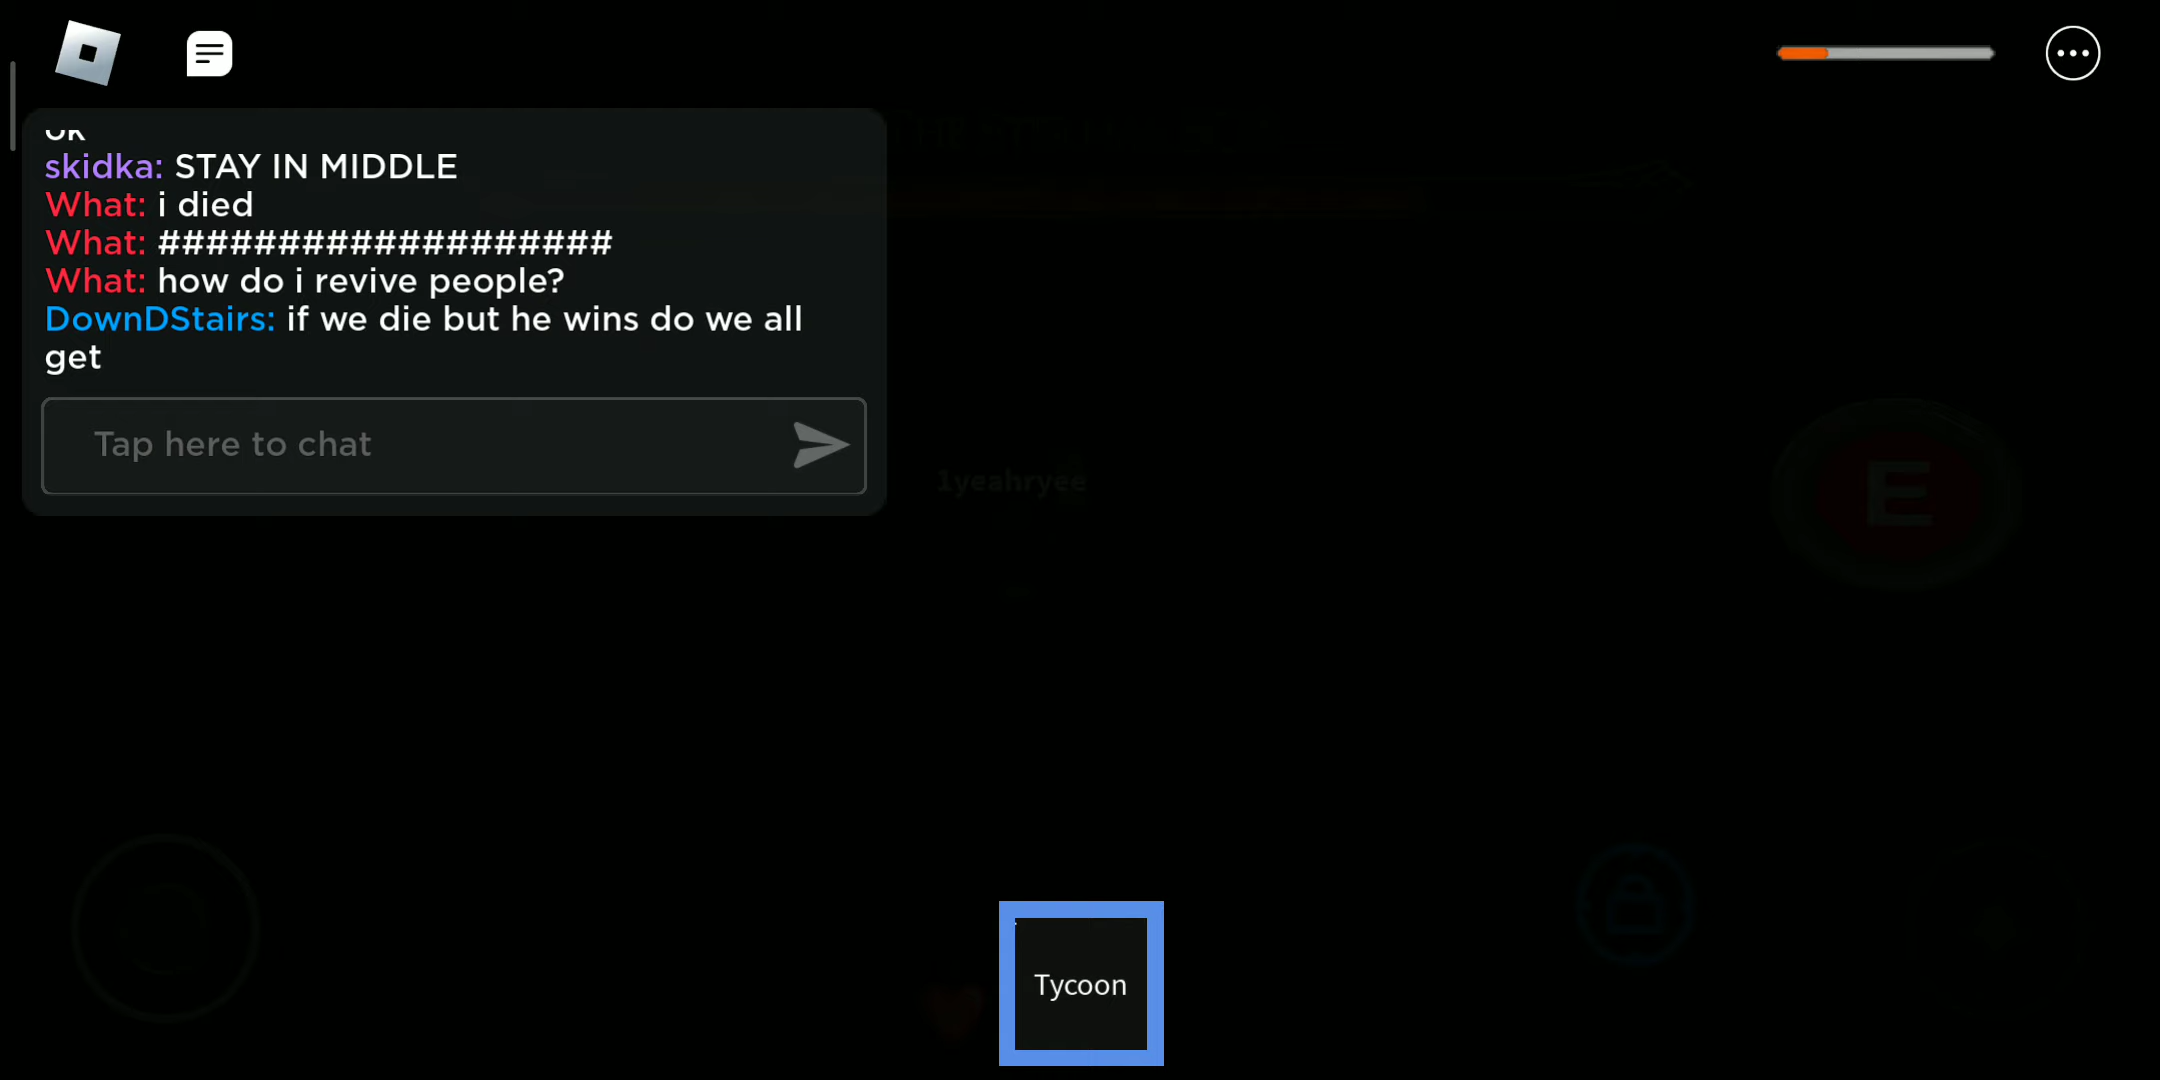 skidka: STAY IN MIDDLE
What: i died
What: ###################
What: how do i revive people?
DownDStairs: if we die but he wins do we all
get
Tap here to chat
1yeahryee
E
Tycoon